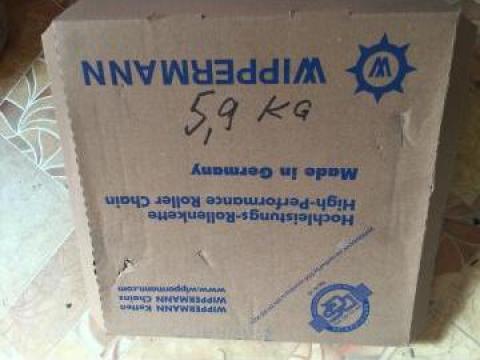 WIPPERMANN
5,9 KG
Hochleistungs-Rollenkette
High-Performance Roller Chain
Made in Germany
WIPPERMANN Ketten
WIPPERMANN Chains
www.wippermann.com